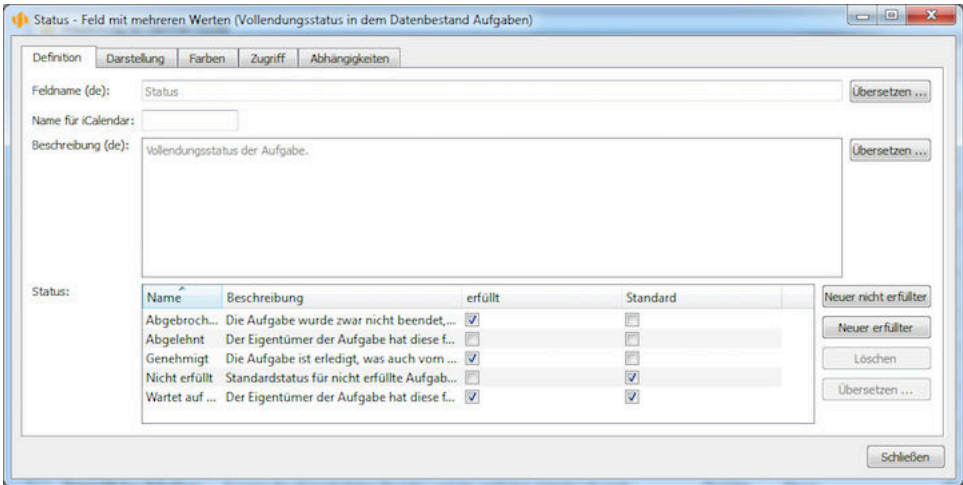 Status - Feld mit mehreren Werten (Vollendungsstatus in dem Datenbestand Aufgaben)
Definition Darstellung Farben Zugriff Abhängigkeiten
Feldname (de): Status Übersetzen ...
Name für iCalendar:
Beschreibung (de): Vollendungsstatus der Aufgabe. Übersetzen ...
Status:
Name Beschreibung erfüllt Standard Neuer nicht erfüllter
Abgebroch... Die Aufgabe wurde zwar nicht beendet,...
Neuer erfüllter
Abgelehnt Der Eigentümer der Aufgabe hat diese f...
Genehmigt Die Aufgabe ist erledigt, was auch vom ... Löschen
Nicht erfüllt Standardstatus für nicht erfüllte Aufgab...
Übersetzen ...
Wartet auf ... Der Eigentümer der Aufgabe hat diese f...
Schließen